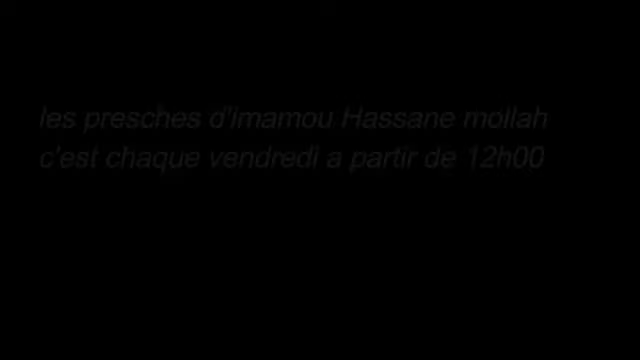 les presches d'imamou Hassane mollah
c'est chaque vendredi a partir de 12h00